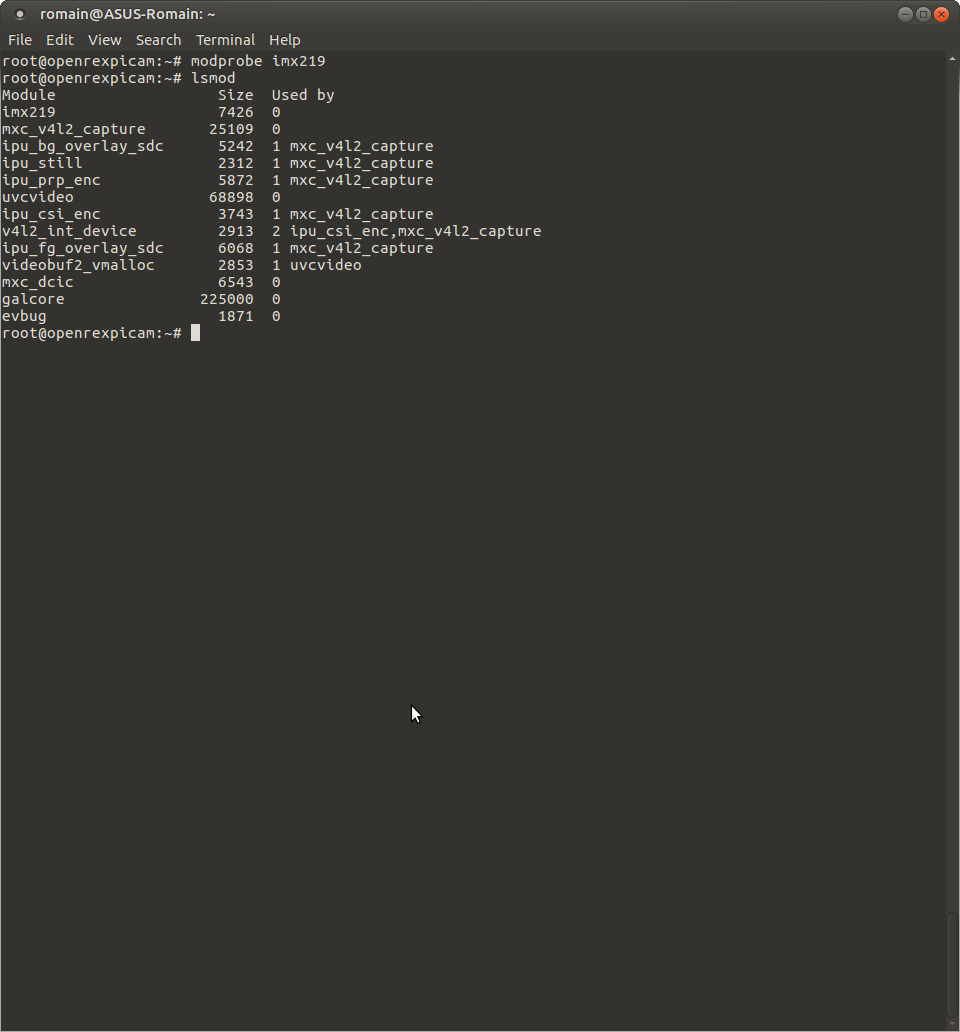 romain@ASUS-Romain: ~
File Edit View Search Terminal Help
root@openrexpicam:~# modprobe imx219
root@openrexpicam:~# lsmod
Module                  Size  Used by
imx219                  7426  0
mxc_v4l2_capture       25109  0
ipu_bg_overlay_sdc      5242  1 mxc_v4l2_capture
ipu_still               2312  1 mxc_v4l2_capture
ipu_prp_enc             5872  1 mxc_v4l2_capture
uvcvideo               68898  0
ipu_csi_enc             3743  1 mxc_v4l2_capture
v4l2_int_device         2913  2 ipu_csi_enc,mxc_v4l2_capture
ipu_fg_overlay_sdc      6068  1 mxc_v4l2_capture
videobuf2_vmalloc       2853  1 uvcvideo
mxc_dcic                6543  0
galcore               225000  0
evbug                   1871  0
root@openrexpicam:~#